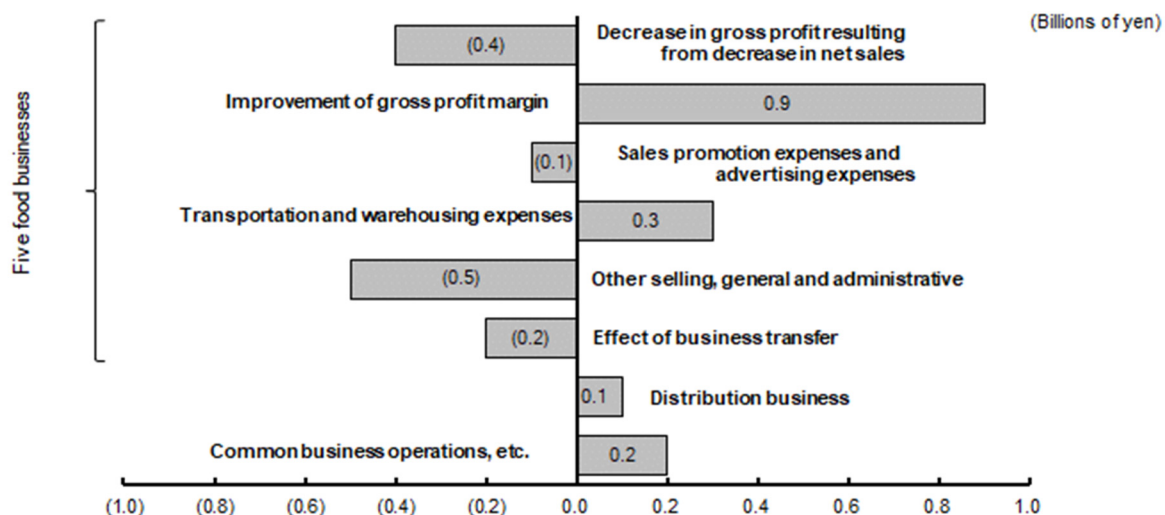 (Billions of yen)
Five food businesses
(0.4)
Decrease in gross profit resulting
from decrease in net sales
Improvement of gross profit margin
0.9
(0.1)
Sales promotion expenses and
advertising expenses
Transportation and warehousing expenses
0.3
(0.5)
Other selling, general and administrative
(0.2)
Effect of business transfer
0.1
Distribution business
Common business operations, etc.
0.2
(1.0) (0.8) (0.6) (0.4) (0.2) 0.0 0.2 0.4 0.6 0.8 1.0